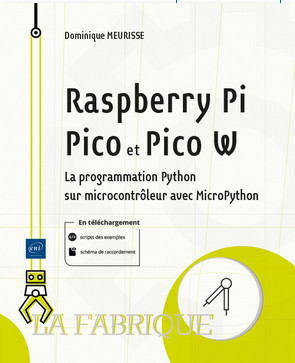 Dominique MEURISSE
Raspberry Pi
Pico et Pico W
La programmation Python
sur microcontrôleur avec MicroPython
En téléchargement
scripts des exemples
schéma de raccordement
eni
LA FABRIQUE